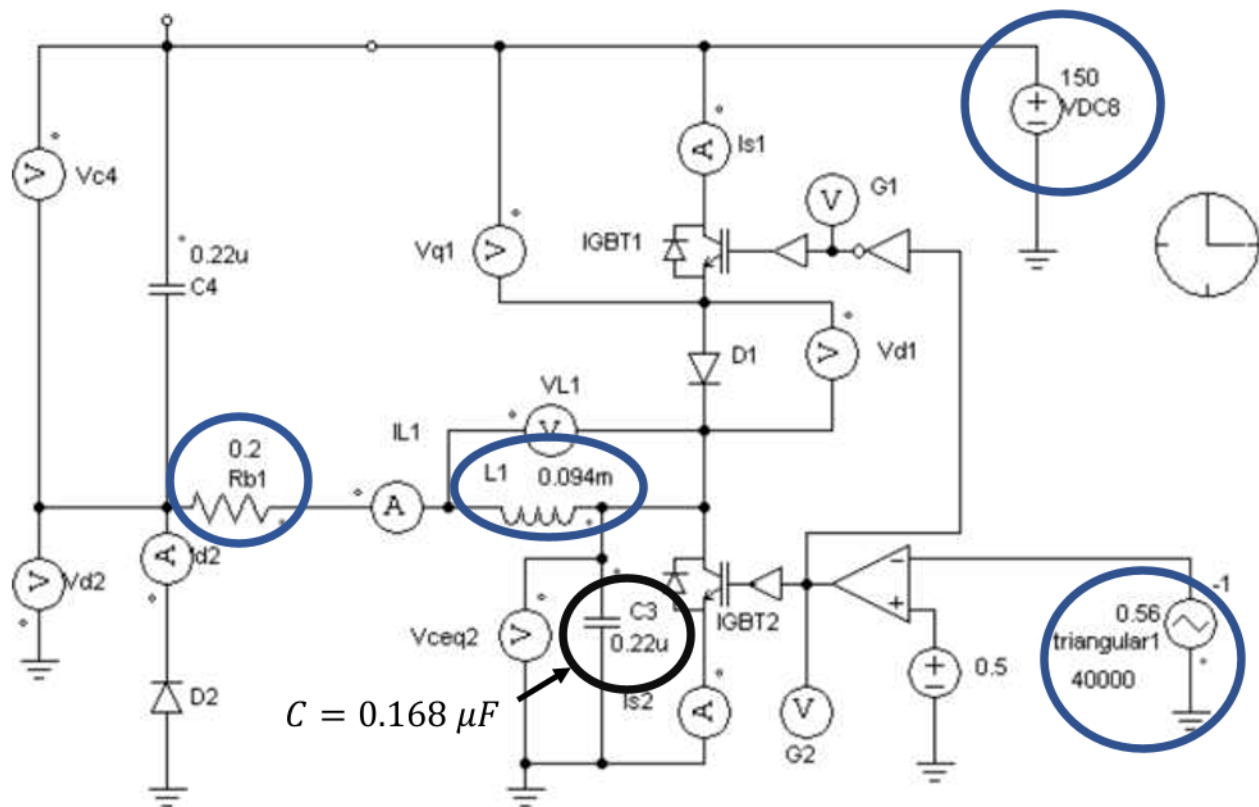 150
VDC8
Is1
Vc4
G1
V
V
A
IGBT1
0.22u
C4
Vq1
V
D1
V
Vd1
VL1
V
IL1
0.2
Rb1
L1
0.094m
A
A
Id2
V
Vd2
-
+
-1
C3
0.22u
IGBT2
0.56
triangular1
40000
Vceq2
V
0.5
D2
C = 0.168 μF
Is2
A
V
G2